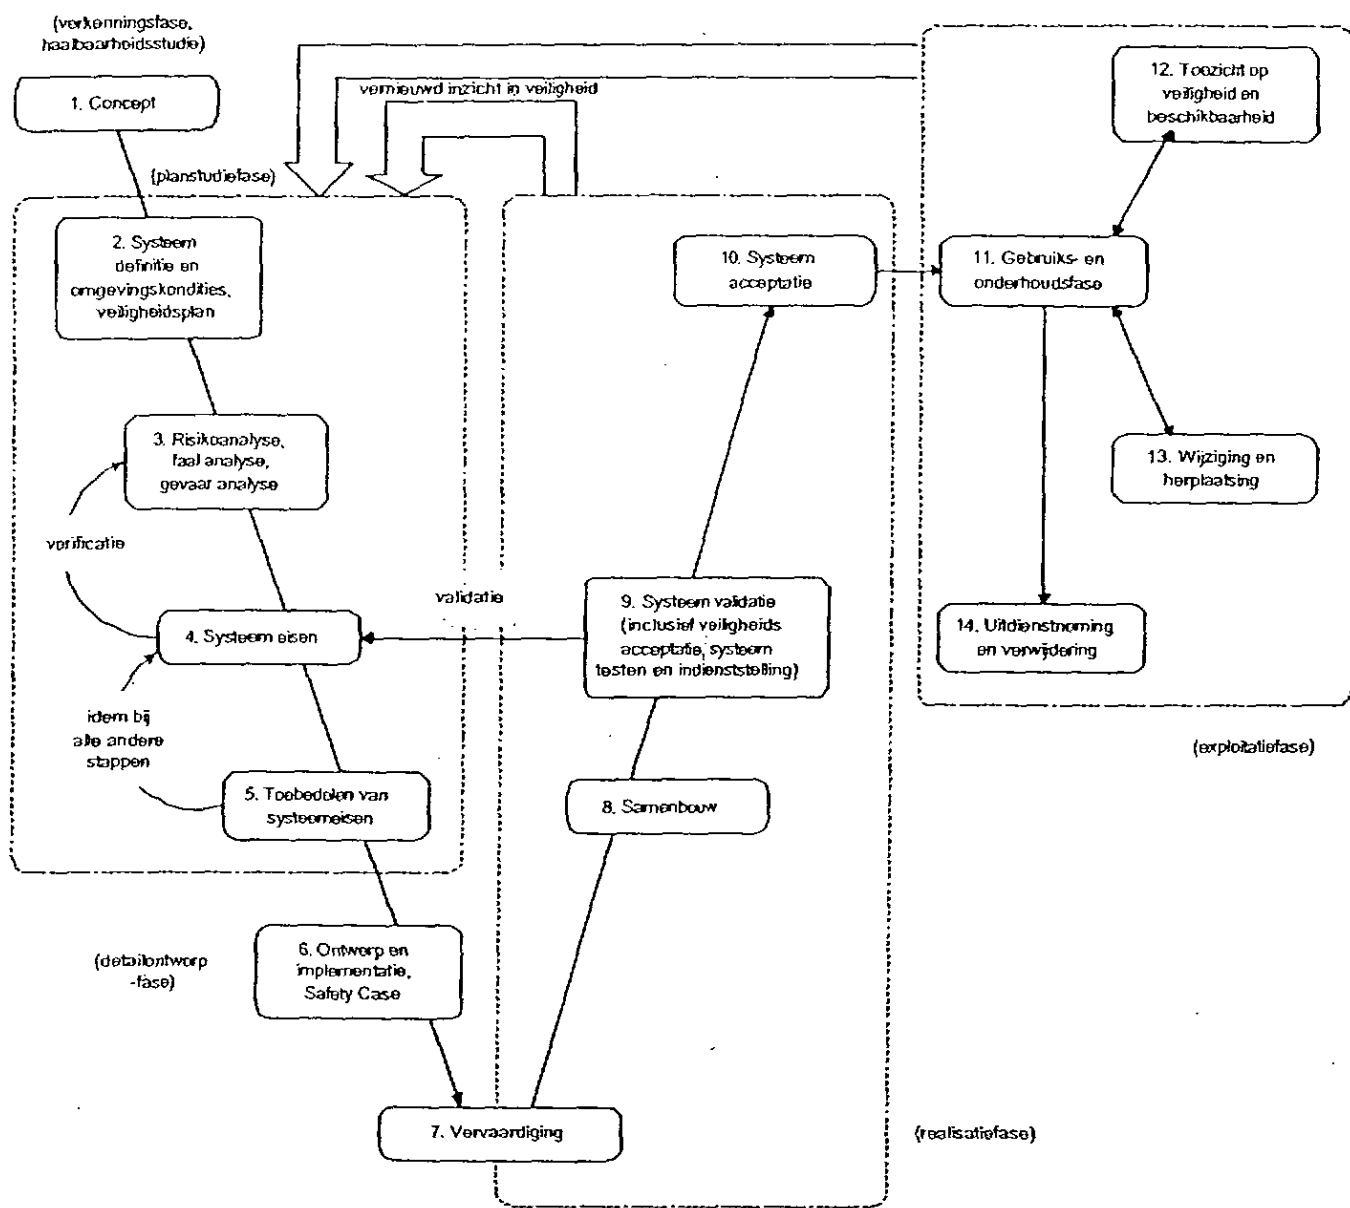 (verkenningsfase,
haalbaarheidsstudie)
1. Concept
(planstudiefase)
vernieuwd inzicht in veiligheid
2. Systeem
definitie en
omgevingskondities,
veiligheidsplan
3. Risikoanalyse,
faal analyse,
gevaar analyse
verificatie
4. Systeem eisen
idem bij
alle andere
stappen
5. Toebedelen van
systeemeisen
(detailontwerp
-fase)
6. Ontwerp en
implementatie,
Safety Case
7. Vervaardiging
8. Samenbouw
validatie
9. Systeem validatie
(inclusief veiligheids
acceptatie, systeem
testen en indienststelling)
10. Systeem
acceptatie
(realisatiefase)
11. Gebruiks- en
onderhoudsfase
12. Toezicht op
veiligheid en
beschikbaarheid
13. Wijziging en
herplaatsing
14. Uitdienstneming
en verwijdering
(exploitatiefase)